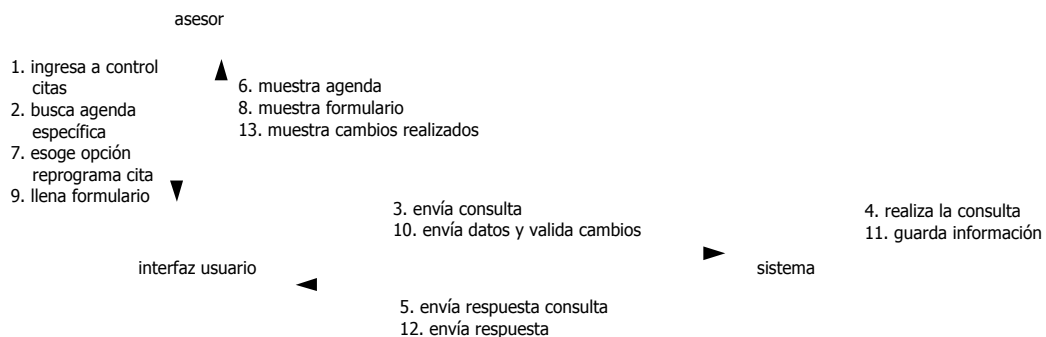 asesor
1. ingresa a control
citas
2. busca agenda
específica
7. esoge opción
reprograma cita
9. llena formulario
6. muestra agenda
8. muestra formulario
13. muestra cambios realizados
3. envía consulta
10. envía datos y valida cambios
4. realiza la consulta
11. guarda información
interfaz usuario
sistema
5. envía respuesta consulta
12. envía respuesta